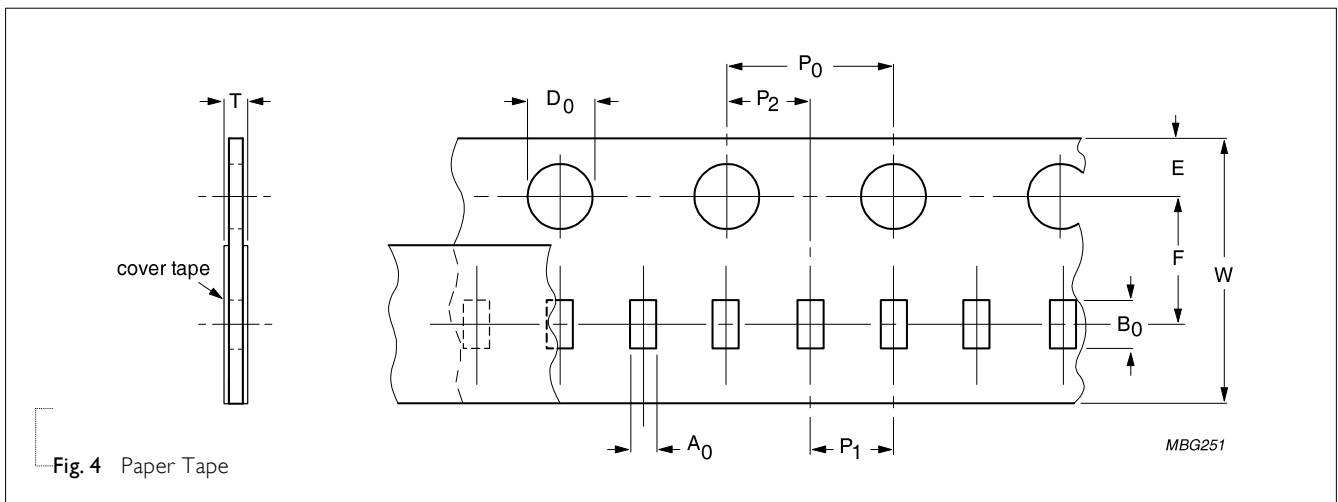 P0
T
D0
P2
E
cover tape
F
W
B0
A0
P1
MBG251
Fig. 4 Paper Tape